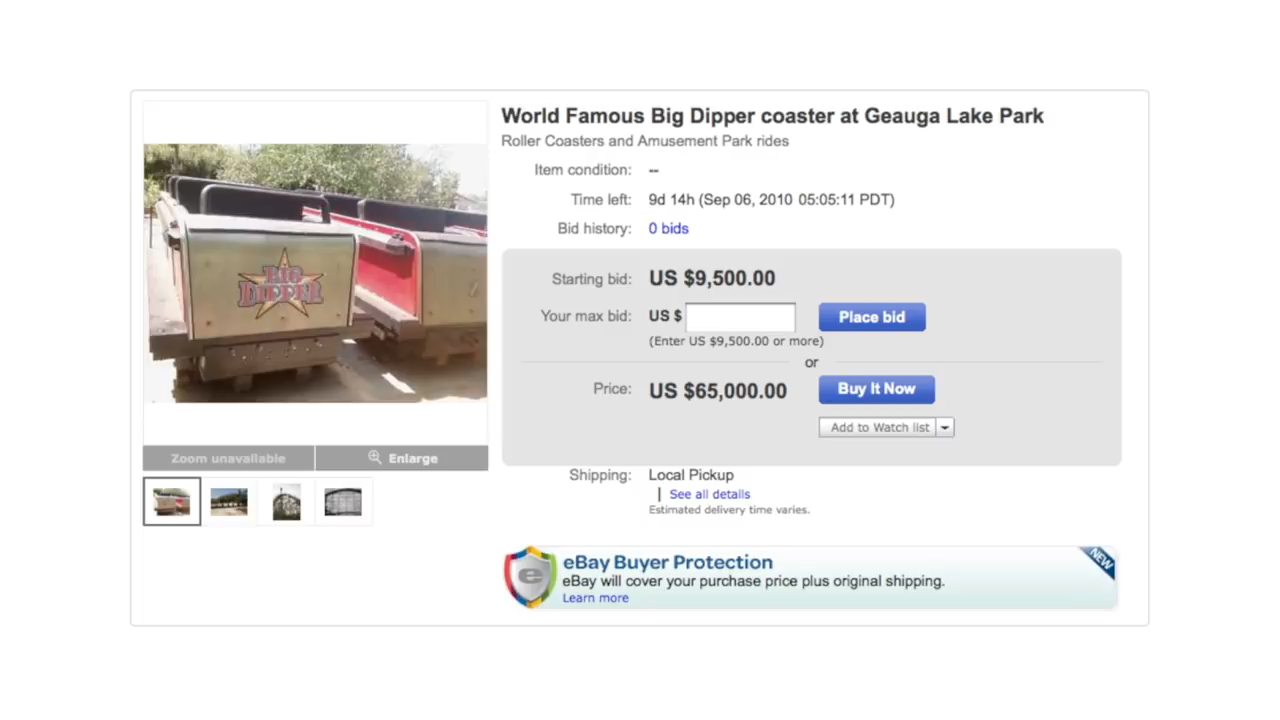 World Famous Big Dipper coaster at Geauga Lake Park
Roller Coasters and Amusement Park rides
Item condition: --
Time left: 9d 14h (Sep 06, 2010 05:05:11 PDT)
Bid history: 0 bids
Starting bid: US $9,500.00
Your max bid: US $ Place bid
(Enter US $9,500.00 or more)
or
Price: US $65,000.00 Buy It Now
Add to Watch list
Shipping: Local Pickup
| See all details
Estimated delivery time varies.
BIG
DIPPER
Zoom unavailable Enlarge
e
eBay Buyer Protection
eBay will cover your purchase price plus original shipping.
Learn more
NEW